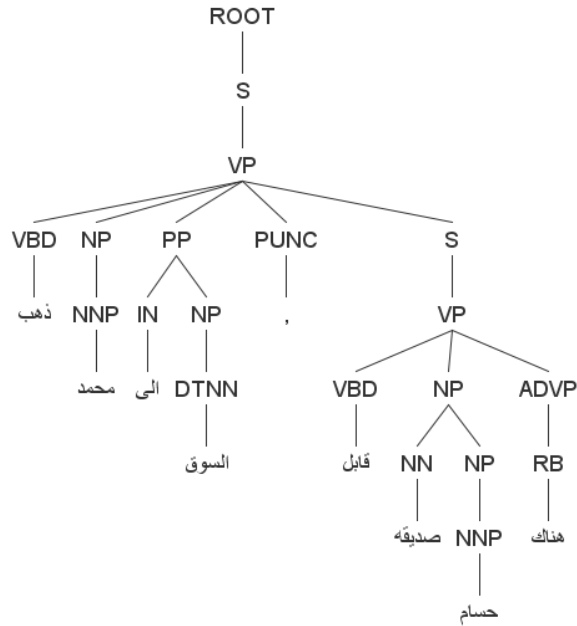 ROOT
S
VP
VBD NP PP PUNC S
ذهب NNP IN NP , VP
محمد الى DTNN VBD NP ADVP
السوق قابل NN NP RB
صديقه NNP هناك
حسام